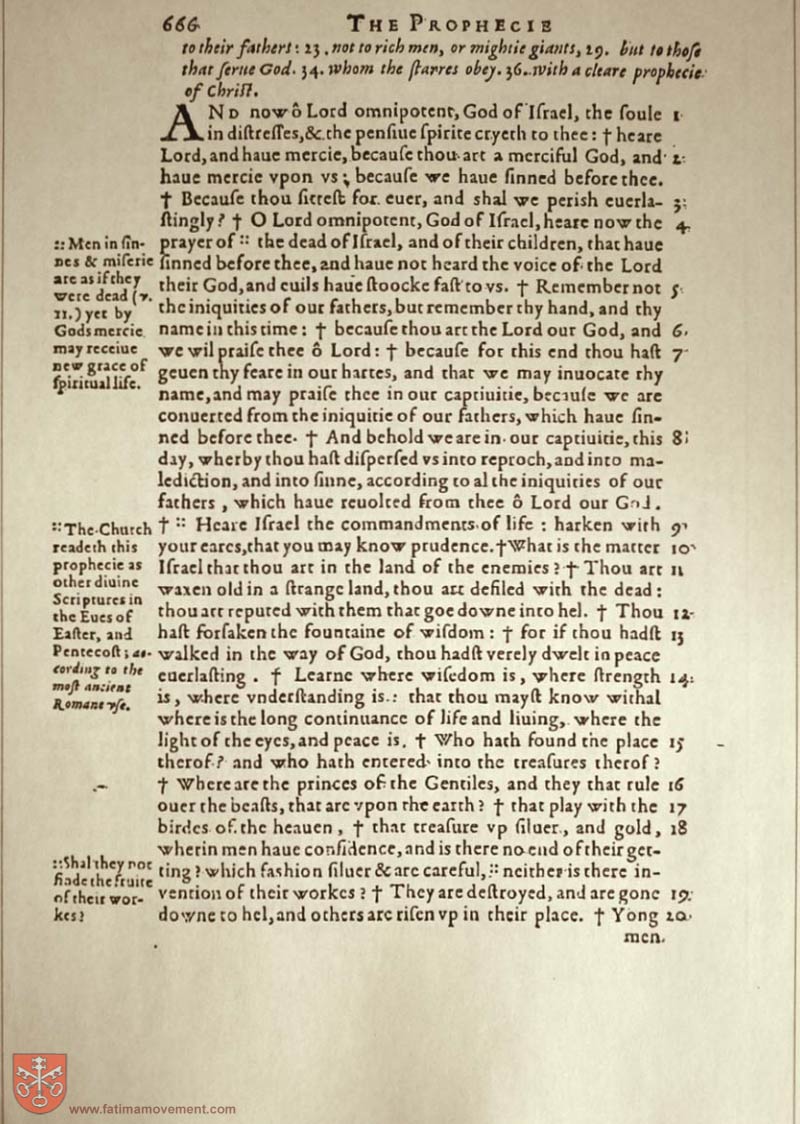 666 THE PROPHECIE
to their fathers: 23. not to rich men, or mightie giants, 29. but to thoſe
that ſerue God. 34. whom the ſtarres obey. 36. With a cleare prophecie
of Chriſt.
AND now ô Lord omnipotent, God of Iſrael, the ſoule 1
in diſtreſſes, & the penſiue ſpirite cryeth to thee: † heare
Lord, and haue mercie, becauſe thou art a merciful God, and 2
haue mercie vpon vs; becauſe we haue ſinned before thee.
† Becauſe thou ſitteſt for euer, and shal we perish euerla- 3
ſtingly? † O Lord omnipotent, God of Iſrael, heare now the 4
prayer of :: the dead of Iſrael, and of their children, that haue
ſinned before thee, and haue not heard the voice of the Lord
their God, and euils haue ſtoocke faſt to vs. † Remember not 5
the iniquities of our fathers, but remember thy hand, and thy
name in this time: † becauſe thou art the Lord our God, and 6
we wil praiſe thee ô Lord: † becauſe for this end thou haſt 7
geuen thy feare in our hartes, and that we may inuocate thy
name, and may praiſe thee in our captiuitie, becauſe we are
conuerted from the iniquitie of our fathers, which haue ſin-
ned before thee. † And behold we are in our captiuitie, this 8
day, wherby thou haſt diſperſed vs into reproch, and into ma-
lediction, and into ſinne, according to al the iniquities of our
fathers, which haue reuolted from thee ô Lord our God.
† :: Heare Iſrael the commandments of life: harken with 9
your eares, that you may know prudence. † What is the matter 10
Iſrael that thou art in the land of the enemies? † Thou art 11
waxen old in a ſtrange land, thou art defiled with the dead:
thou art reputed with them that goe downe into hel. † Thou 12
haſt forſaken the fountaine of wiſdom: † for if thou hadſt 13
walked in the way of God, thou hadſt verely dwelt in peace
euerlaſting. † Learne where wiſedom is, where ſtrength 14
is, where vnderſtanding is: that thou mayſt know withal
where is the long continuance of life and liuing, where the
light of the eyes, and peace is. † Who hath found the place 15
therof? and who hath entered into the treaſures therof?
† Where are the princes of the Gentiles, and they that rule 16
ouer the beaſts, that are vpon the earth? † that play with the 17
birdes of the heauen, † that treaſure vp ſiluer, and gold, 18
wherin men haue confidence, and is there no end of their get-
ting? which faſhion ſiluer & are careful, :: neither is there in-
vention of their workes? † They are deſtroyed, and are gone 19
downe to hel, and others are riſen vp in their place. † Yong 20
men.
:: Men in ſin-
nes & miſerie
are as if they
were dead (v.
11.) yet by
Gods mercie
may receiue
new grace of
ſpiritual life.
:: The Church
readeth this
prophecie as
other diuine
Scriptures in
the Eues of
Eaſter, and
Pentecoſt; ac-
cording to the
moſt ancient
Romane vſe.
:: Shal they not
finde the fruite
of their wor-
kes?
www.fatimamovement.com